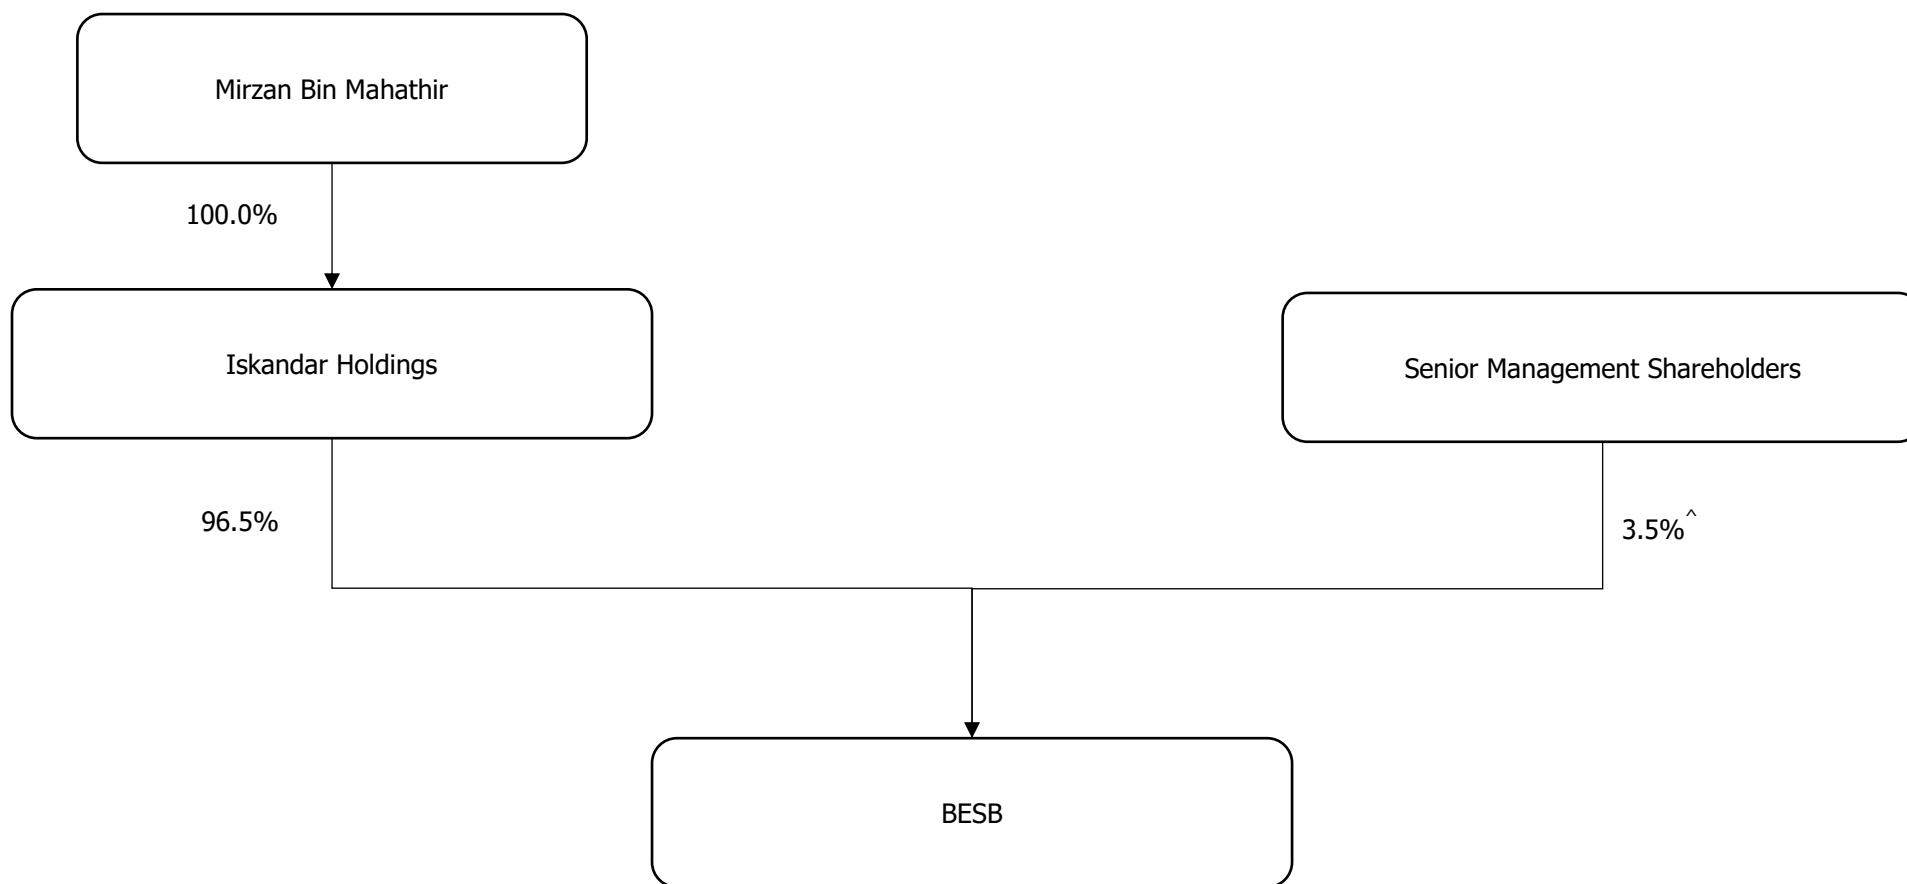 Mirzan Bin Mahathir
100.0%
Iskandar Holdings
Senior Management Shareholders
96.5%
3.5%^
BESB